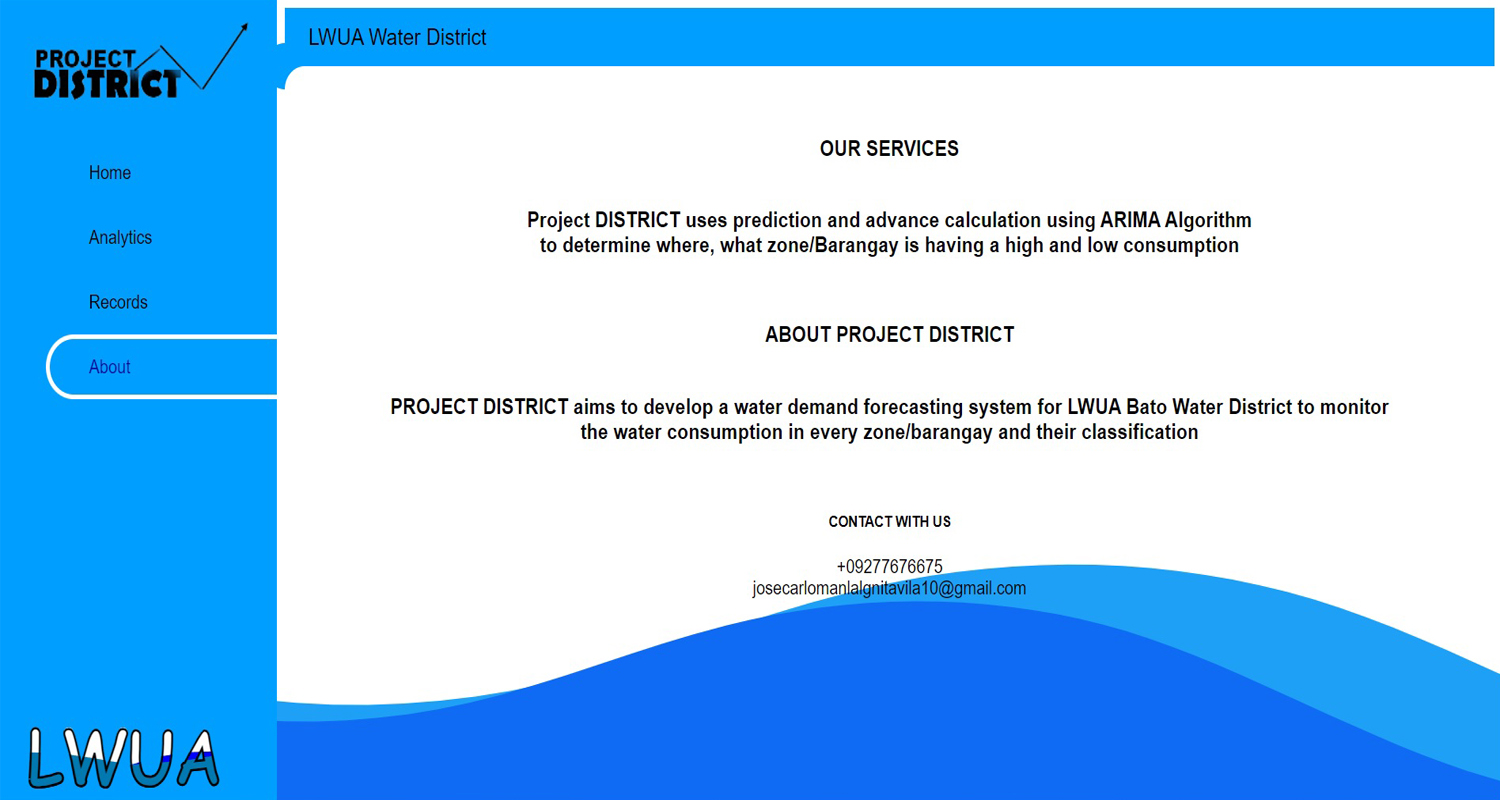 PROJECT
DISTRICT
LWUA Water District
Home
Analytics
Records
About
OUR SERVICES
Project DISTRICT uses prediction and advance calculation using ARIMA Algorithm
to determine where, what zone/Barangay is having a high and low consumption
ABOUT PROJECT DISTRICT
PROJECT DISTRICT aims to develop a water demand forecasting system for LWUA Bato Water District to monitor
the water consumption in every zone/barangay and their classification
CONTACT WITH US
+09277676675
josecarlomanlalgnitavila10@gmail.com
LWUA